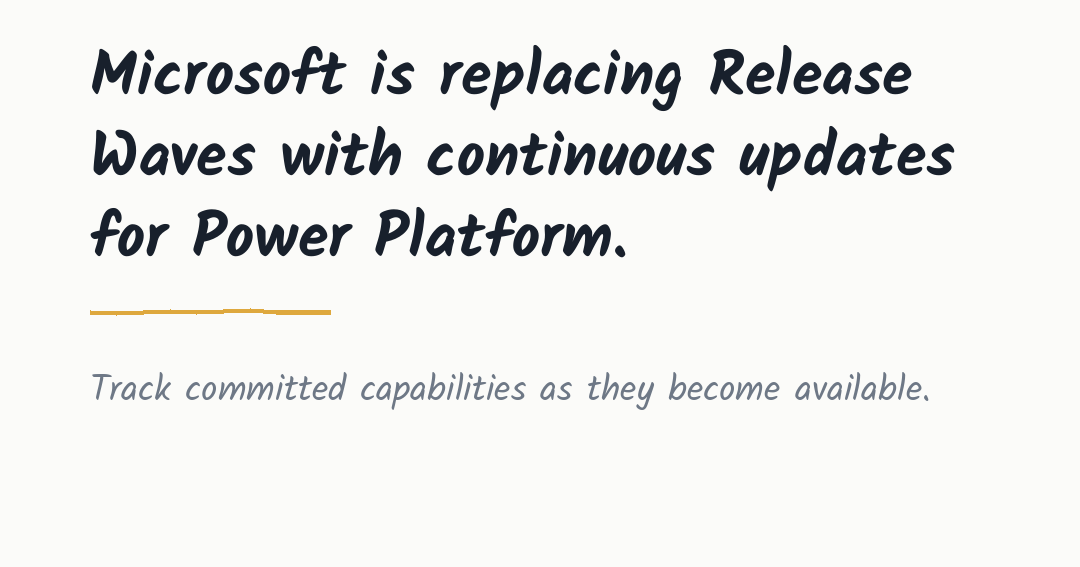 Microsoft is replacing Release
Waves with continuous updates
for Power Platform.
Track committed capabilities as they become available.